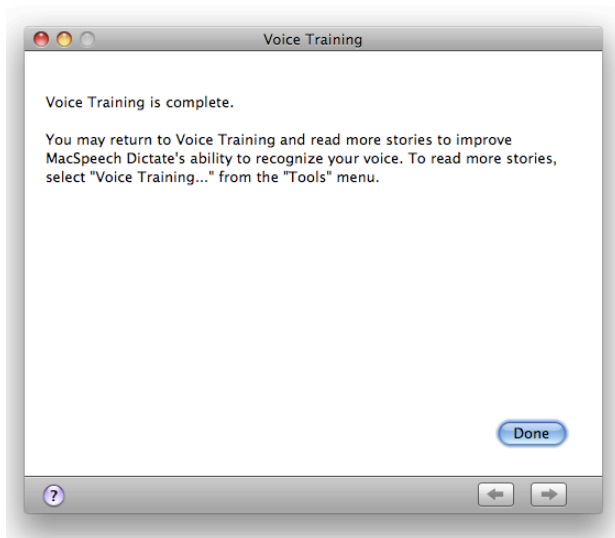 Voice Training
Voice Training is complete.
You may return to Voice Training and read more stories to improve
MacSpeech Dictate's ability to recognize your voice. To read more stories,
select "Voice Training..." from the "Tools" menu.
Done
?